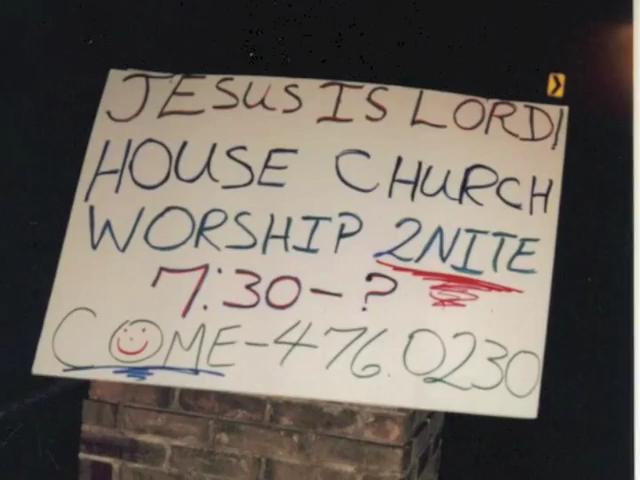 JESUS IS LORD!
HOUSE CHURCH
WORSHIP 2NITE
7:30-?
COME-476.0230